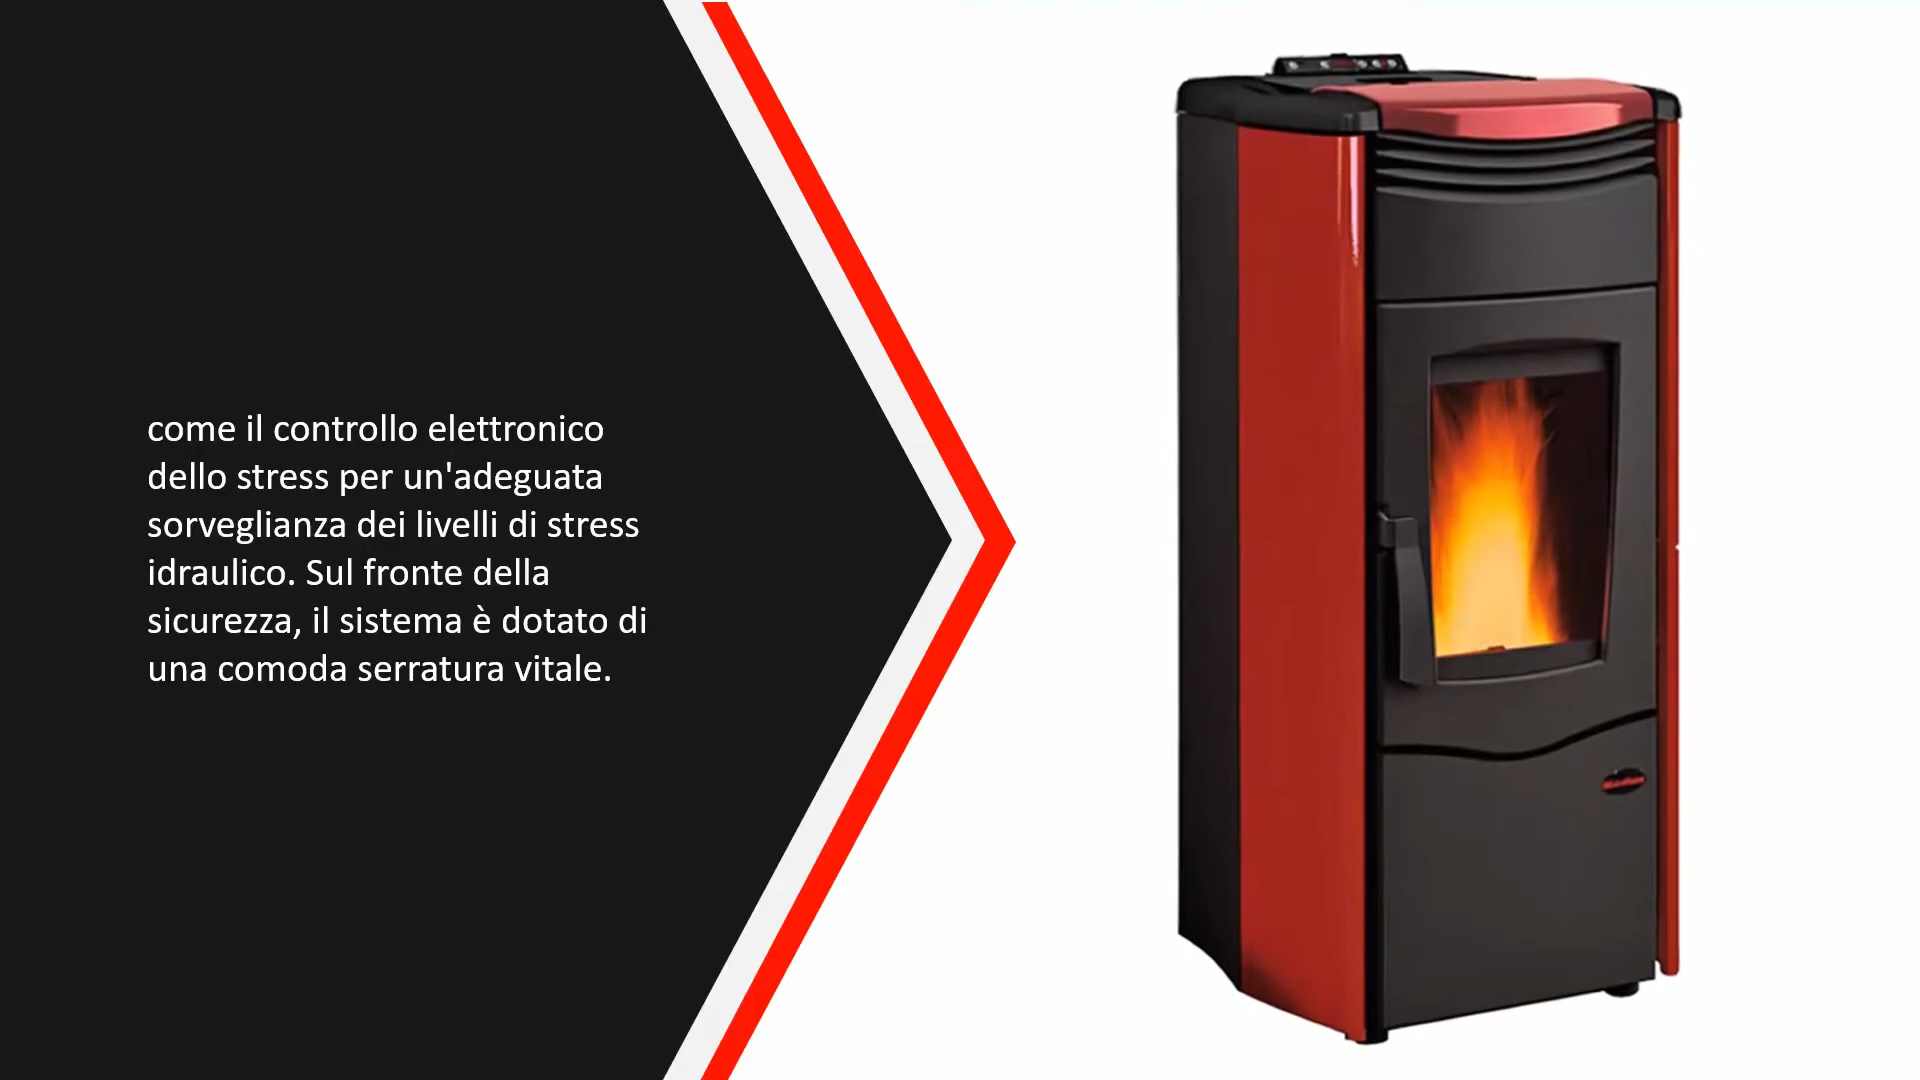 come il controllo elettronico
dello stress per un'adeguata
sorveglianza dei livelli di stress
idraulico. Sul fronte della
sicurezza, il sistema è dotato di
una comoda serratura vitale.